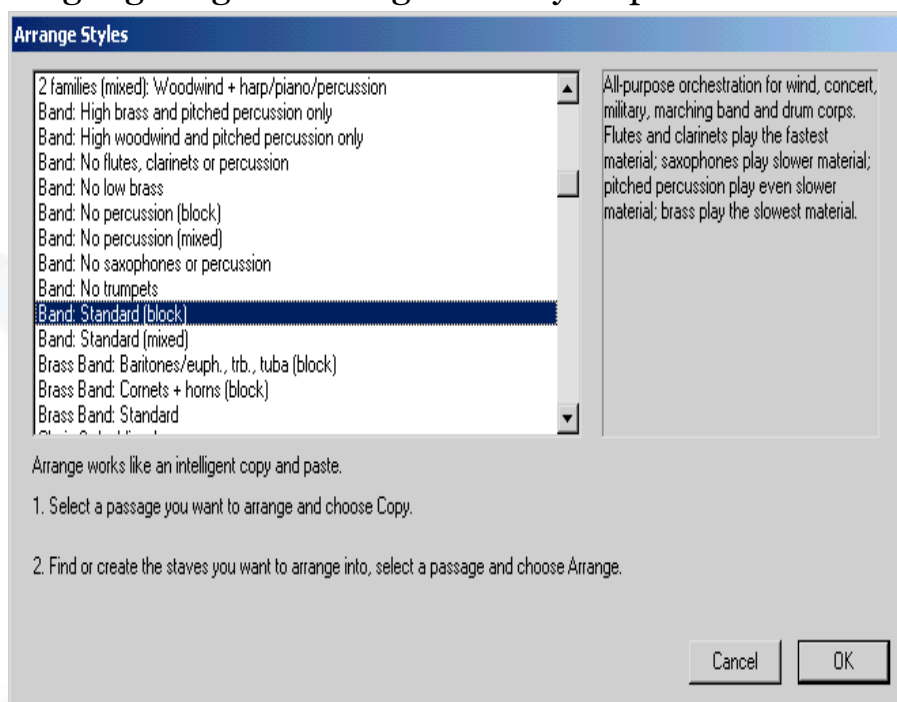 Arrange Styles
2 families (mixed): Woodwind + harp/piano/percussion
Band: High brass and pitched percussion only
Band: High woodwind and pitched percussion only
Band: No flutes, clarinets or percussion
Band: No low brass
Band: No percussion (block)
Band: No percussion (mixed)
Band: No saxophones or percussion
Band: No trumpets
Band: Standard (block)
Band: Standard (mixed)
Brass Band: Baritones/euph., trb., tuba (block)
Brass Band: Cornets + horns (block)
Brass Band: Standard
All-purpose orchestration for wind, concert,
military, marching band and drum corps.
Flutes and clarinets play the fastest
material; saxophones play slower material;
pitched percussion play even slower
material; brass play the slowest material.
Arrange works like an intelligent copy and paste.
1. Select a passage you want to arrange and choose Copy.
2. Find or create the staves you want to arrange into, select a passage and choose Arrange.
Cancel
OK